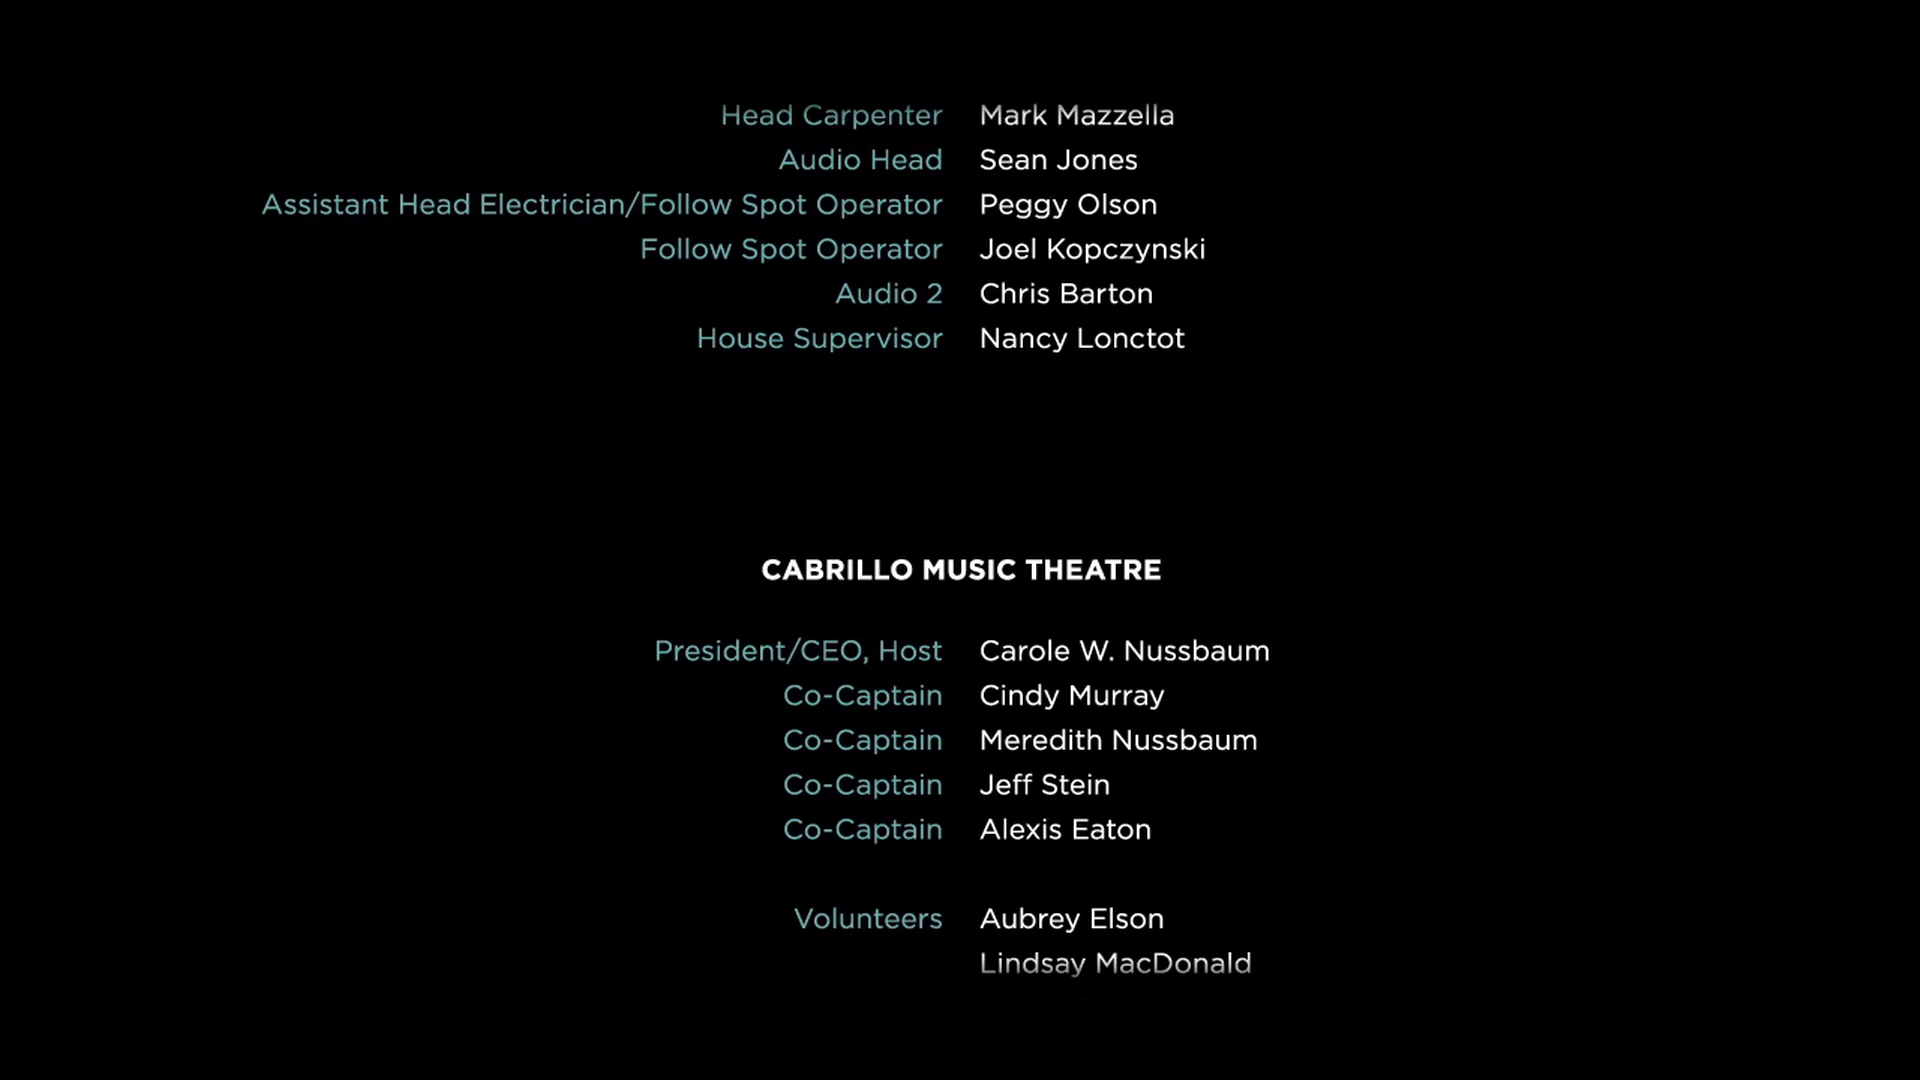 Head Carpenter Mark Mazzella
Audio Head Sean Jones
Assistant Head Electrician/Follow Spot Operator Peggy Olson
Follow Spot Operator Joel Kopczynski
Audio 2 Chris Barton
House Supervisor Nancy Lonctot
CABRILLO MUSIC THEATRE
President/CEO, Host Carole W. Nussbaum
Co-Captain Cindy Murray
Co-Captain Meredith Nussbaum
Co-Captain Jeff Stein
Co-Captain Alexis Eaton
Volunteers Aubrey Elson
Lindsay MacDonald